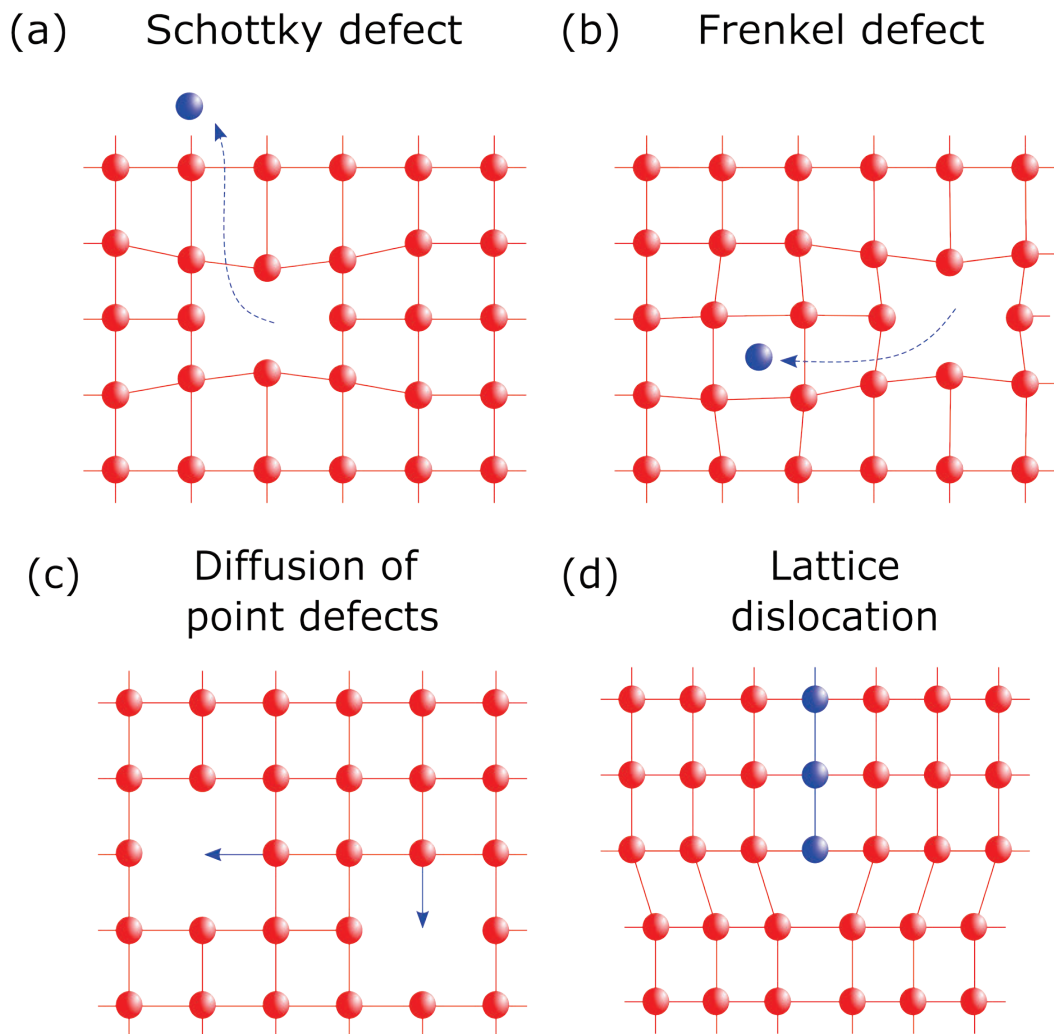 (a) Schottky defect
(b) Frenkel defect
(c) Diffusion of
point defects
(d) Lattice
dislocation